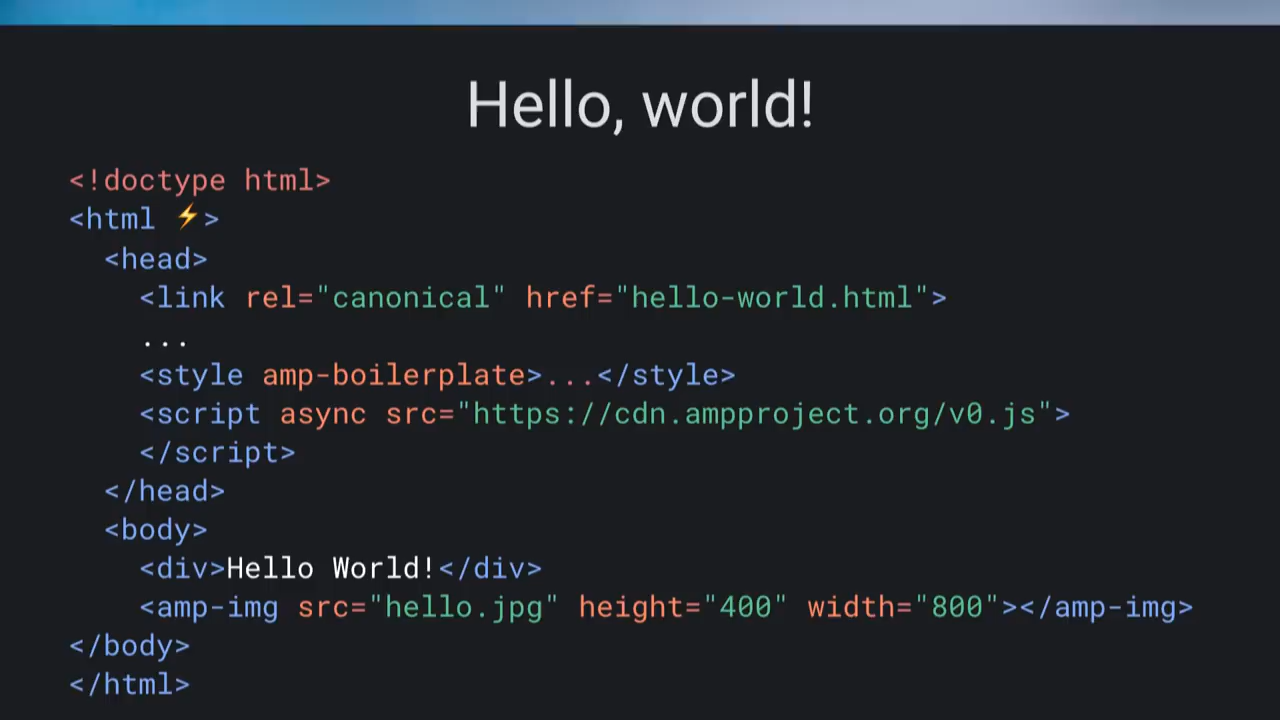 Hello, world!
<!doctype html>
<html ⚡>
<head>
<link rel="canonical" href="hello-world.html">
...
<style amp-boilerplate>...</style>
<script async src="https://cdn.ampproject.org/v0.js">
</script>
</head>
<body>
<div>Hello World!</div>
<amp-img src="hello.jpg" height="400" width="800"></amp-img>
</body>
</html>